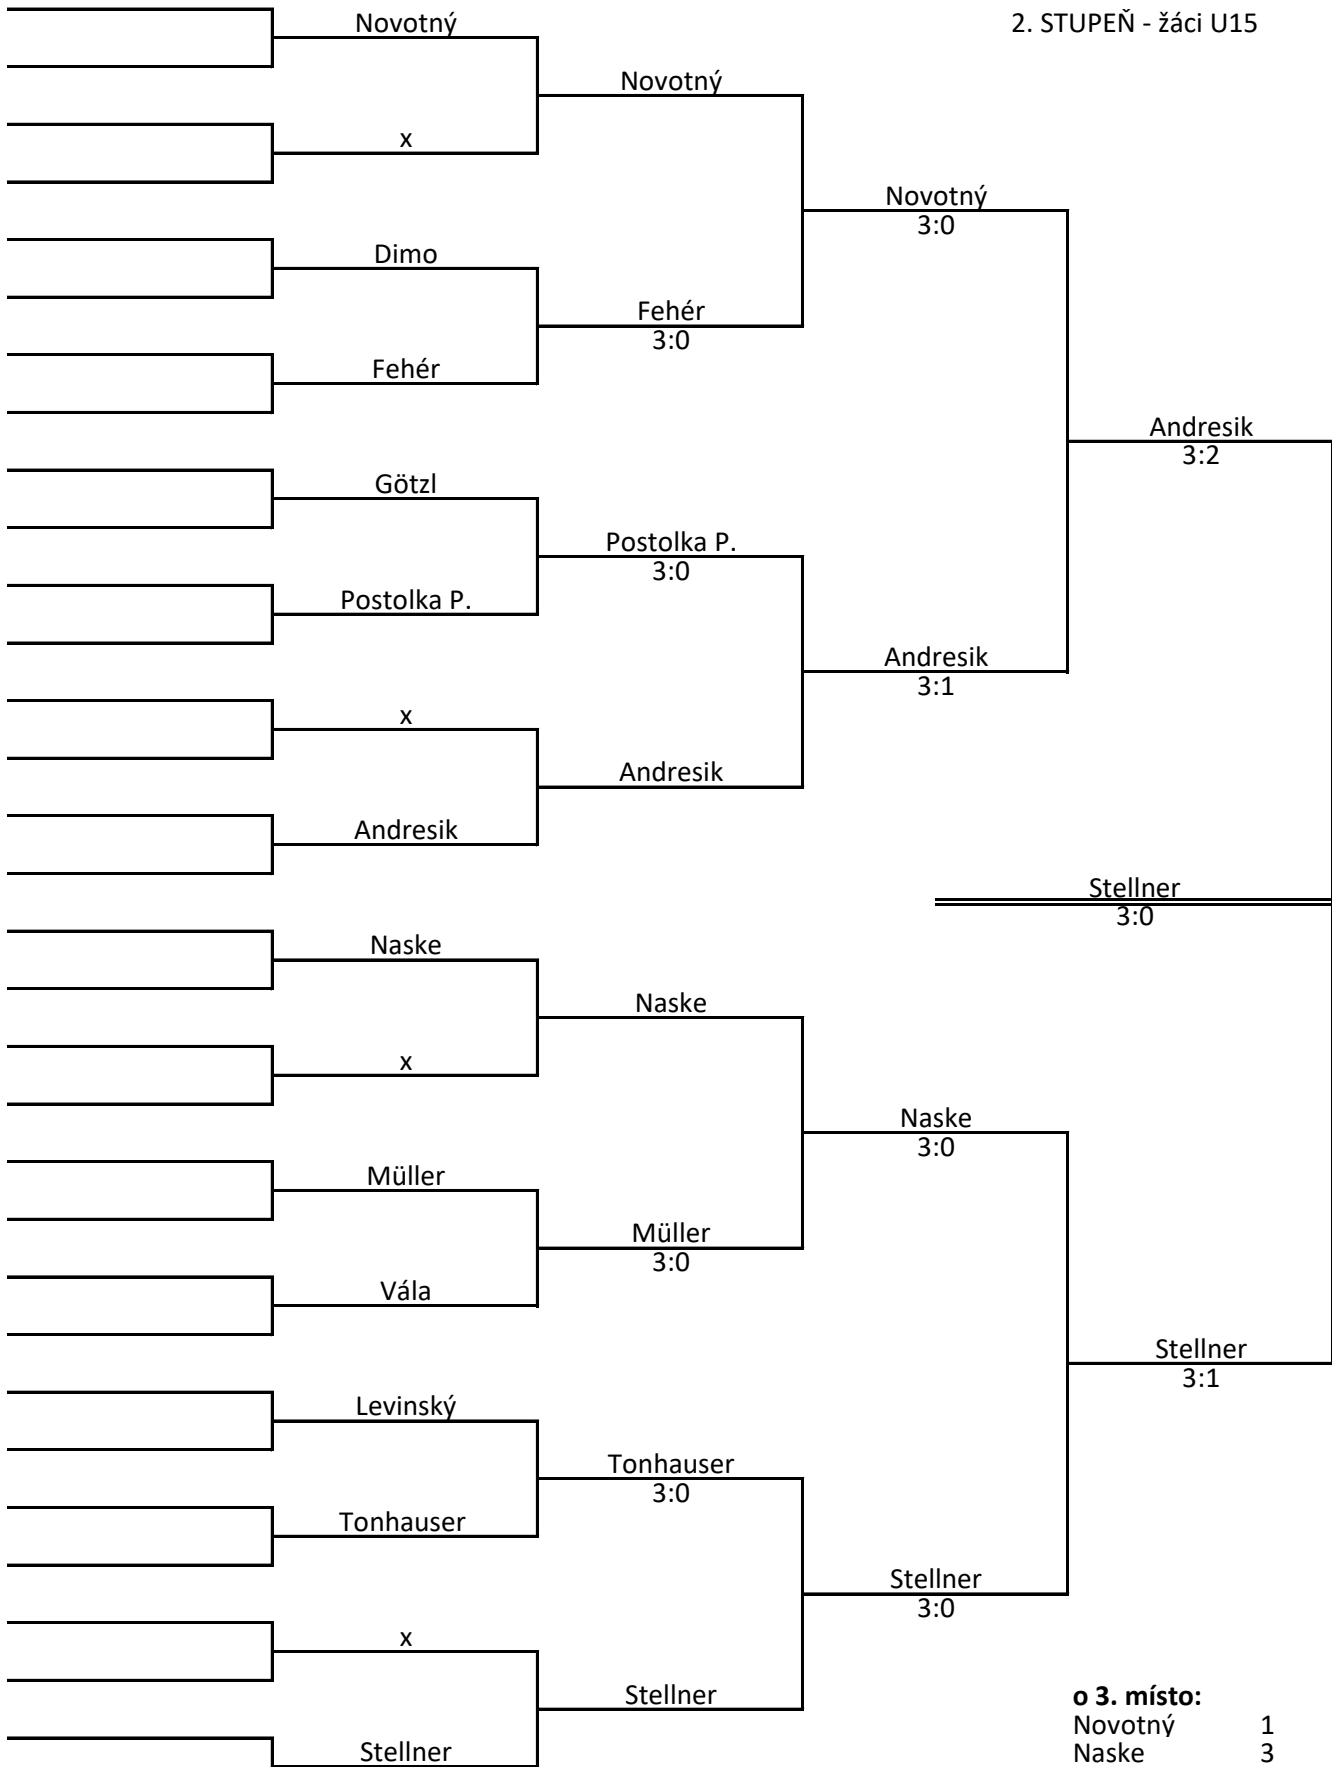 2. STUPEŇ - žáci U15
Novotný
Novotný
x
Novotný
3:0
Dimo
Fehér
3:0
Fehér
Andresik
3:2
Götzl
Postolka P.
3:0
Postolka P.
Andresik
3:1
x
Andresik
Andresik
Stellner
3:0
Naske
Naske
x
Naske
3:0
Müller
Müller
3:0
Vála
Stellner
3:1
Levinský
Tonhauser
3:0
Tonhauser
Stellner
3:0
x
Stellner
Stellner
o 3. místo:
Novotný 1
Naske 3